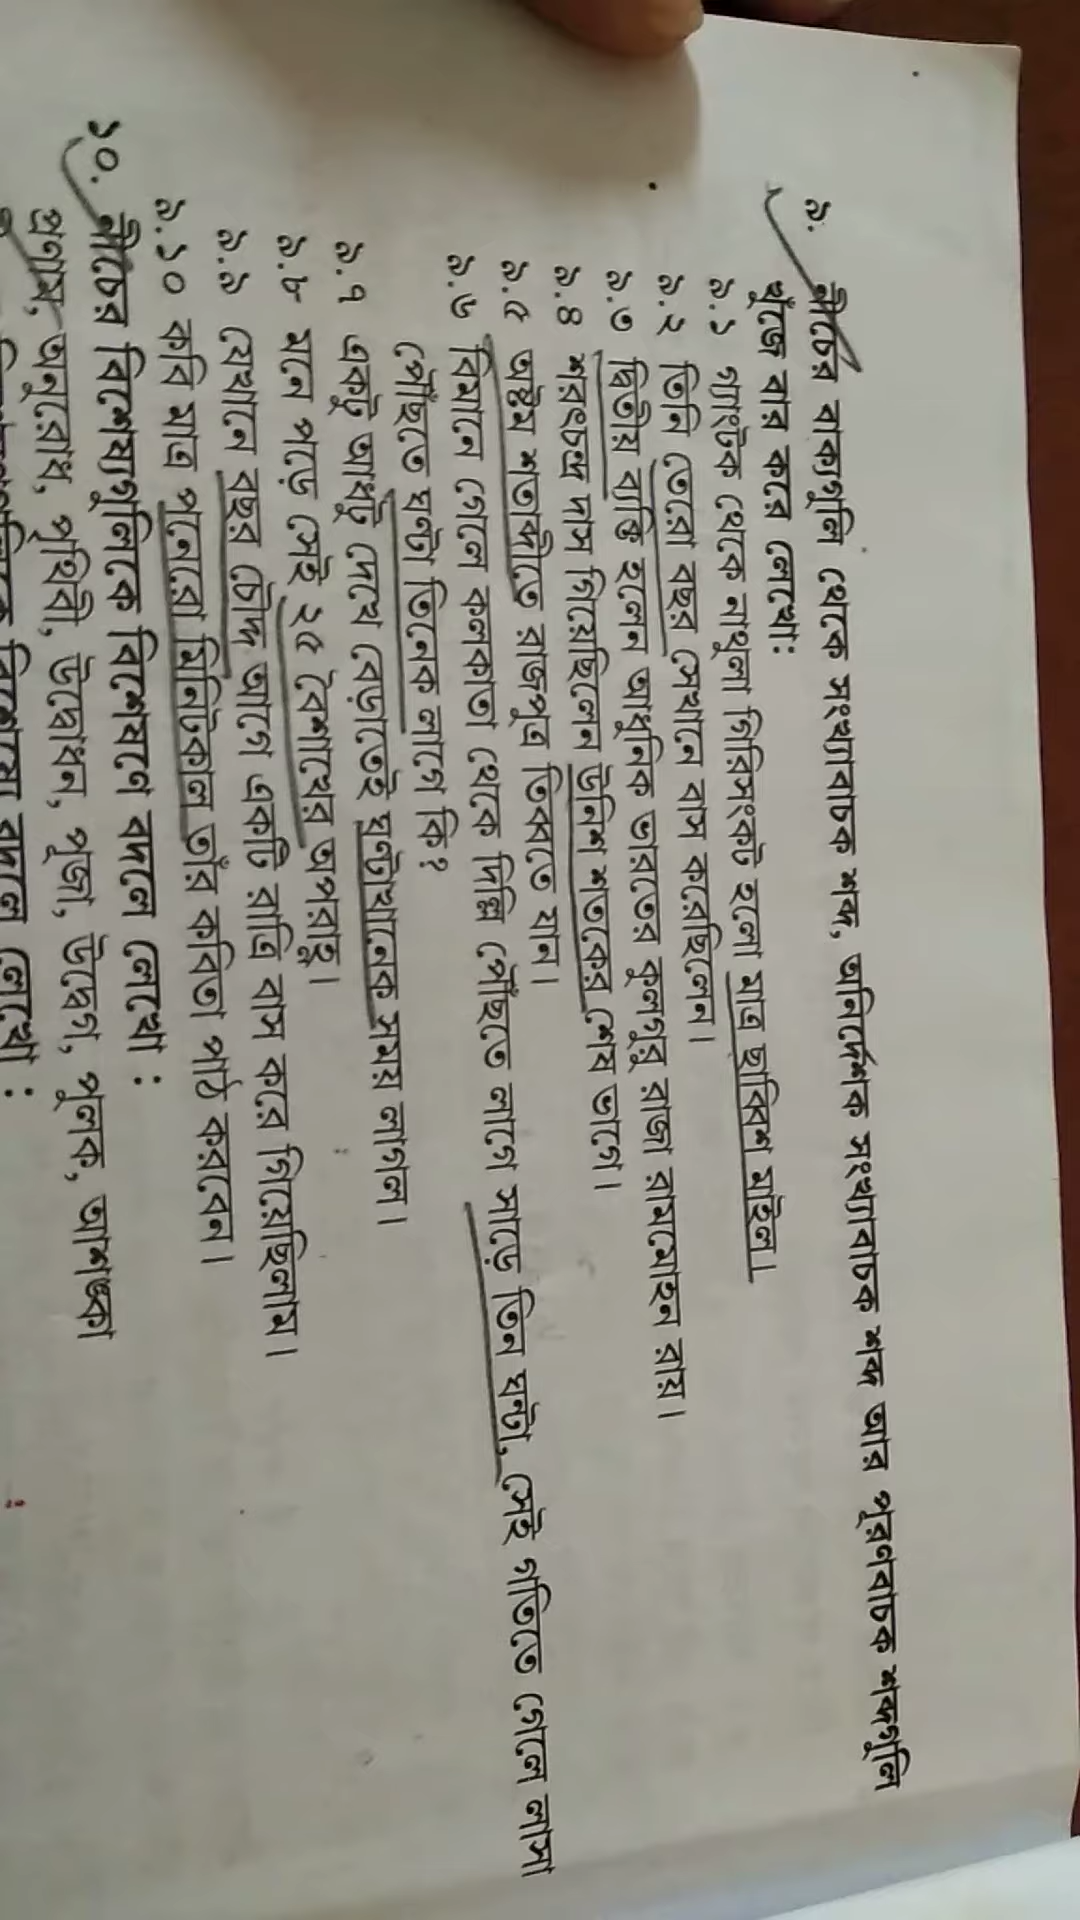 ৯. নীচের বাক্যগুলি থেকে সংখ্যাবাচক শব্দ, অনির্দেশক সংখ্যাবাচক শব্দ আর পূরণবাচক শব্দগুলি
খুঁজে বার করে লেখো:
৯.১ গ্যাংটক থেকে নাথুলা গিরিসংকট হলো মাত্র ছাব্বিশ মাইল।
৯.২ তিনি তেরো বছর সেখানে বাস করেছিলেন।
৯.৩ দ্বিতীয় ব্যক্তি হলেন আধুনিক ভারতের কুলগুরু রাজা রামমোহন রায়।
৯.৪ শরৎচন্দ্র দাস গিয়েছিলেন ঊনিশ শতকের শেষ ভাগে।
৯.৫ অষ্টম শতাব্দীতে রাজপুত্র তিব্বতে যান।
৯.৬ বিমানে গেলে কলকাতা থেকে দিল্লি পৌঁছতে লাগে সাড়ে তিন ঘণ্টা, সেই গতিতে গেলে লাসা
পৌঁছতে ঘণ্টা তিনেক লাগে কি?
৯.৭ একটু আধটু দেখে বেড়াতেই ঘণ্টাখানেক সময় লাগল।
৯.৮ মনে পড়ে সেই ২৫ বৈশাখের অপরাহ্ণ।
৯.৯ যেখানে বছর চৌদ্দ আগে একটি রাত্রি বাস করে গিয়েছিলাম।
৯.১০ কবি মাত্র পনেরো মিনিটকাল তাঁর কবিতা পাঠ করবেন।
১০. নীচের বিশেষ্যগুলিকে বিশেষণে বদলে লেখো :
প্রণাম, অনুরোধ, পৃথিবী, উদ্বোধন, পূজা, উদ্বেগ, পুলক, আশঙ্কা
বিশেষ্যে বদলে লেখো :